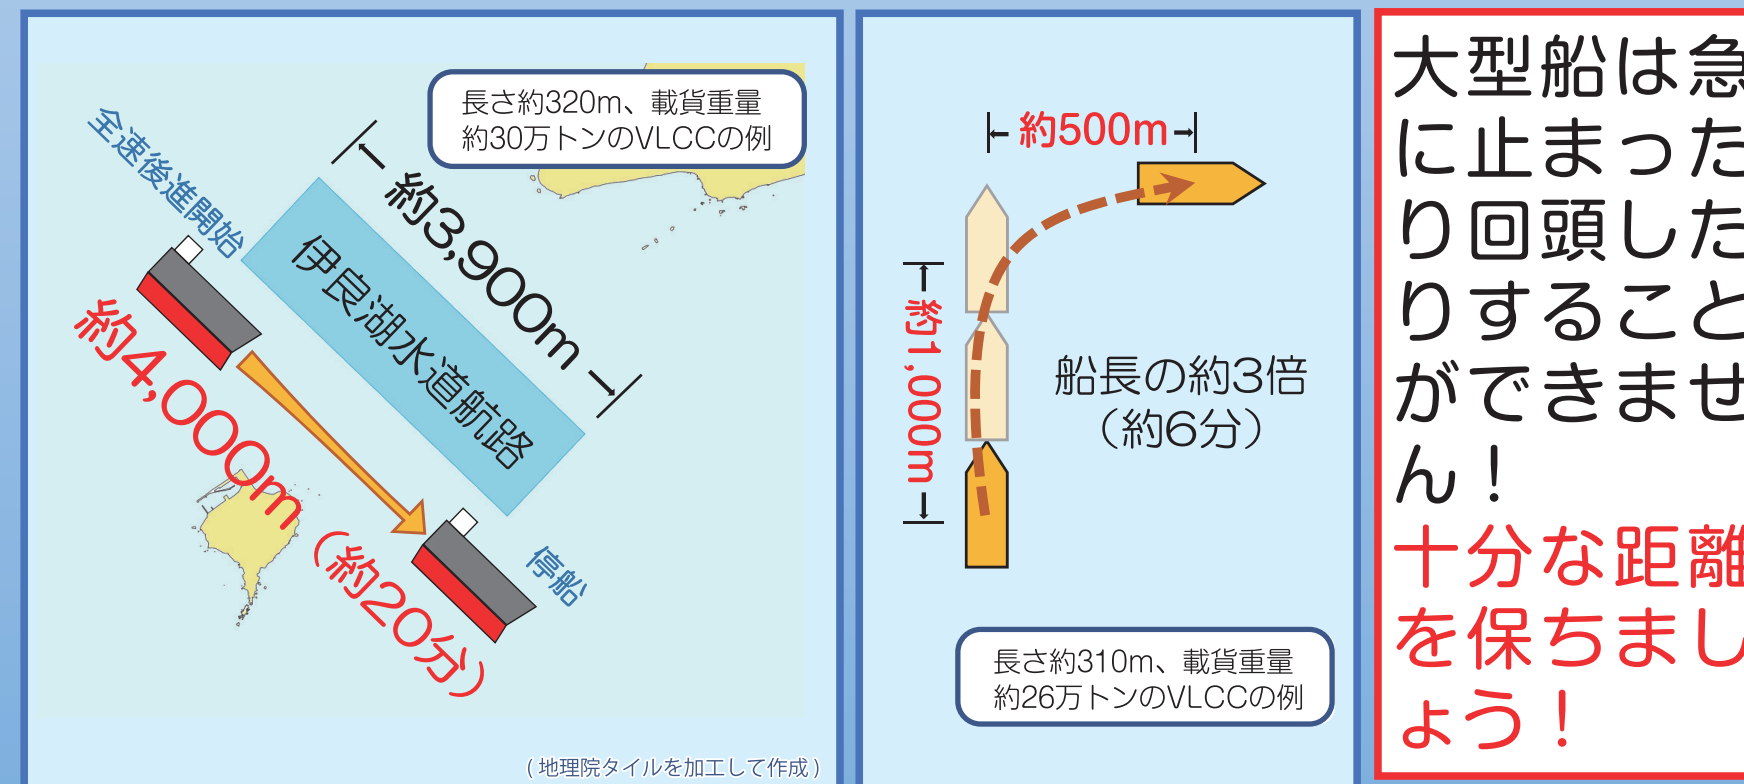 長さ約320m、載貨重量
約30万トンのVLCCの例
全速後進開始
約3,900m
伊良湖水道航路
約4,000m（約20分）
停船
(地理院タイルを加工して作成)
約500m
約1,000m
船長の約3倍
（約6分）
長さ約310m、載貨重量
約26万トンのVLCCの例
大型船は急
に止まった
り回頭した
りすること
ができませ
ん！
十分な距離
を保ちまし
ょう！